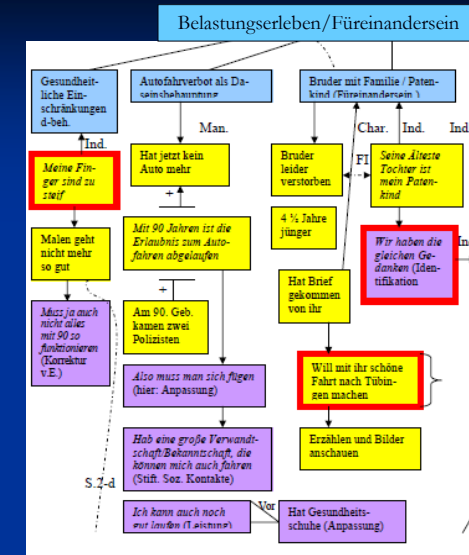 Belastungserleben/Füreinandersein
Gesundheit-
liche Ein-
schränkungen
d-beh.
Autofahrverbot als Da-
seinsbehauptung
Bruder mit Familie / Paten-
kind (Füreinandersein )
Ind.
Man.
Char.
Ind.
Ind
Meine Fin-
ger sind zu
steif
Hat jetzt kein
Auto mehr
Bruder
leider
verstorben
FI
Seine Älteste
Tochter ist
mein Paten-
kind
+
4 ½ Jahre
jünger
Mit 90 Jahren ist die
Erlaubnis zum Auto-
fahren abgelaufen
Malen geht
nicht mehr
so gut
Wir haben die
gleichen Ge-
danken (Iden-
tifikation
+
Hat Brief
gekommen
von ihr
Muss ja auch
nicht alles
mit 90 so
funktionieren
(Korrektur
v.E.)
Am 90. Geb.
kamen zwei
Polizisten
Also muss man sich fügen
(hier: Anpassung)
Will mit ihr schöne
Fahrt nach Tübin-
gen machen
Hab eine große Verwandt-
schaft/Bekanntschaft, die
können mich auch fahren
(Stift. Soz. Kontakte)
Erzählen und Bilder
anschauen
S.2-d
Ich kann auch noch
gut laufen (Leistung)
Vor
Hat Gesundheits-
schuhe (Anpassung)